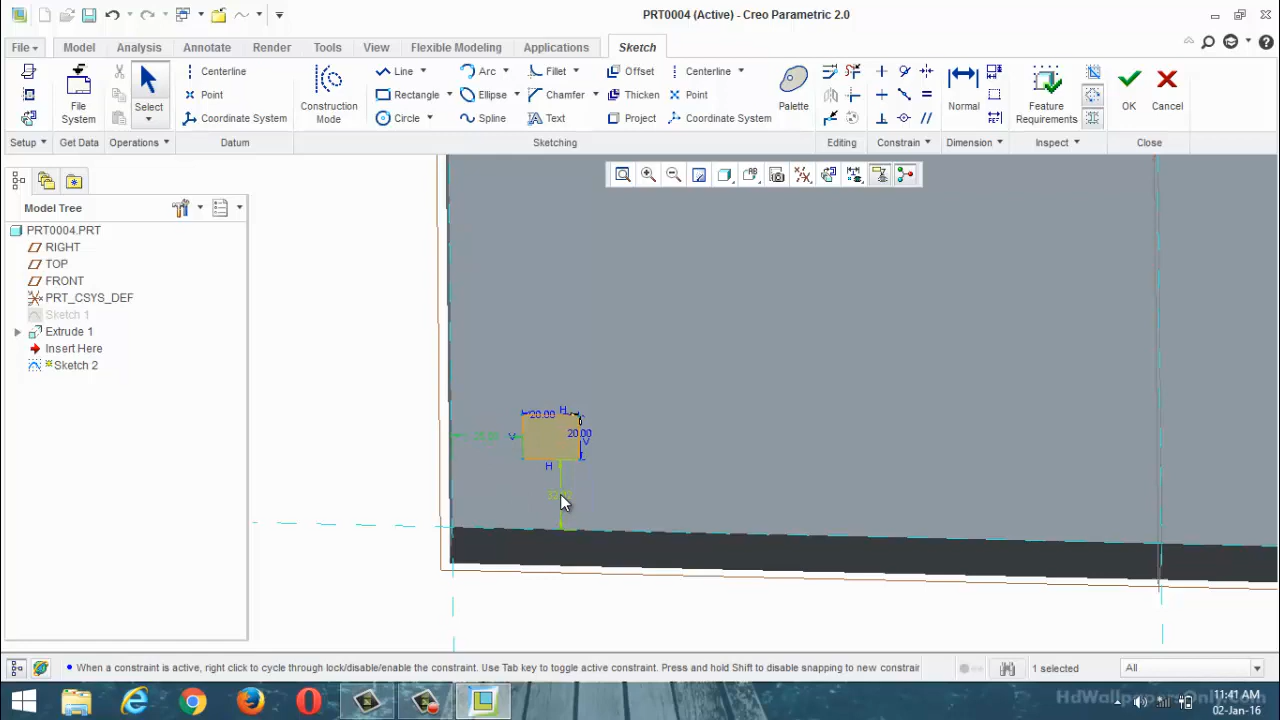 PRT0004 (Active) - Creo Parametric 2.0
File Model Analysis Annotate Render Tools View Flexible Modeling Applications Sketch
Setup
File System
Get Data
Select
Operations
Centerline
Point
Coordinate System
Datum
Construction Mode
Line Arc Fillet Offset Centerline
Rectangle Ellipse Chamfer Thicken Point
Circle Spline Text Project Coordinate System
Palette
Sketching
Editing
Constrain
Normal
Dimension
Feature Requirements
Inspect
OK Cancel
Close
Model Tree
PRT0004.PRT
RIGHT
TOP
FRONT
PRT_CSYS_DEF
Sketch 1
Extrude 1
Insert Here
Sketch 2
20.00 H
V 20.00 V
H L
When a constraint is active, right click to cycle through lock/disable/enable the constraint. Use Tab key to toggle active constraint. Press and hold Shift to disable snapping to new constrair
1 selected
All
HdWallpapersOnly.com
11:41 AM
02-Jan-16